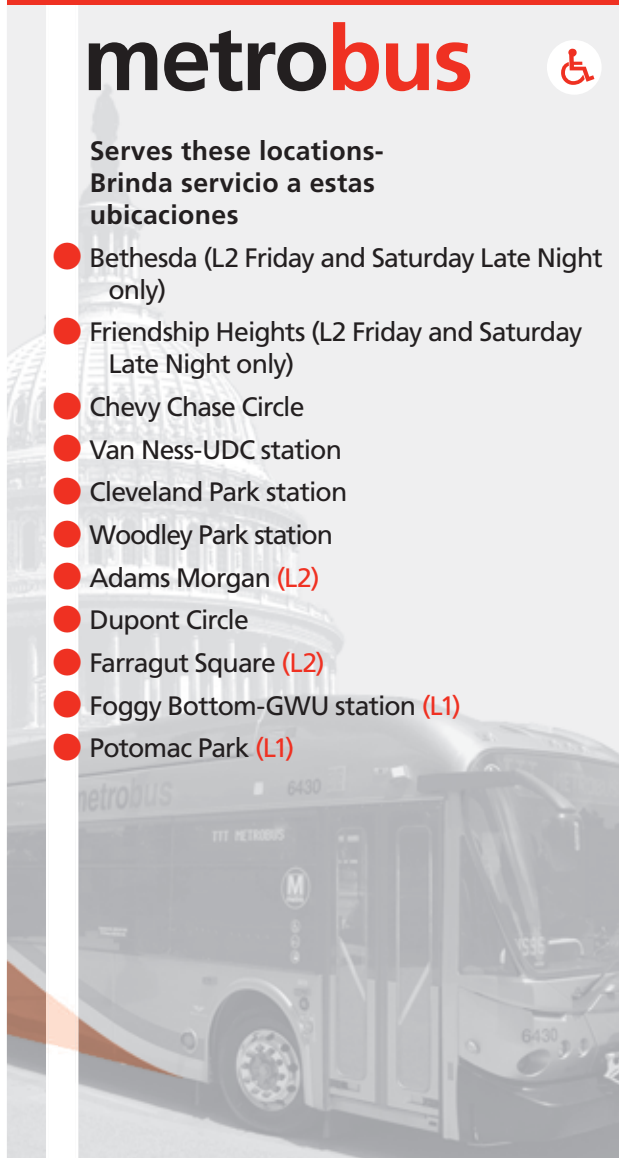 metrobus
Serves these locations-
Brinda servicio a estas
ubicaciones
Bethesda (L2 Friday and Saturday Late Night
only)
Friendship Heights (L2 Friday and Saturday
Late Night only)
Chevy Chase Circle
Van Ness-UDC station
Cleveland Park station
Woodley Park station
Adams Morgan (L2)
Dupont Circle
Farragut Square (L2)
Foggy Bottom-GWU station (L1)
Potomac Park (L1)
metrobus
6430
TTT METROBUS
M
6430